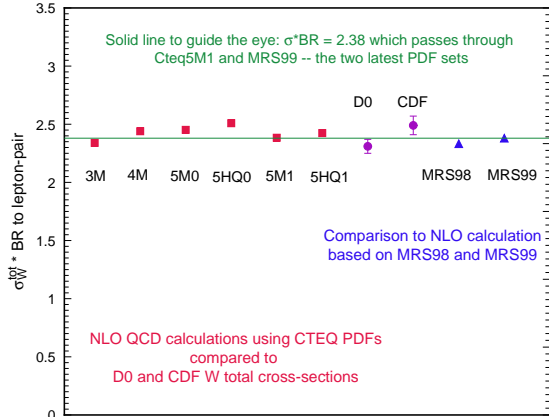 3.5
Solid line to guide the eye: σ*BR = 2.38 which passes through
Cteq5M1 and MRS99 -- the two latest PDF sets
3
D0 CDF
2.5
3M 4M 5M0 5HQ0 5M1 5HQ1 MRS98 MRS99
2
σ_W^tot * BR to lepton-pair
1.5
Comparison to NLO calculation
based on MRS98 and MRS99
1
NLO QCD calculations using CTEQ PDFs
compared to
D0 and CDF W total cross-sections
0.5
0